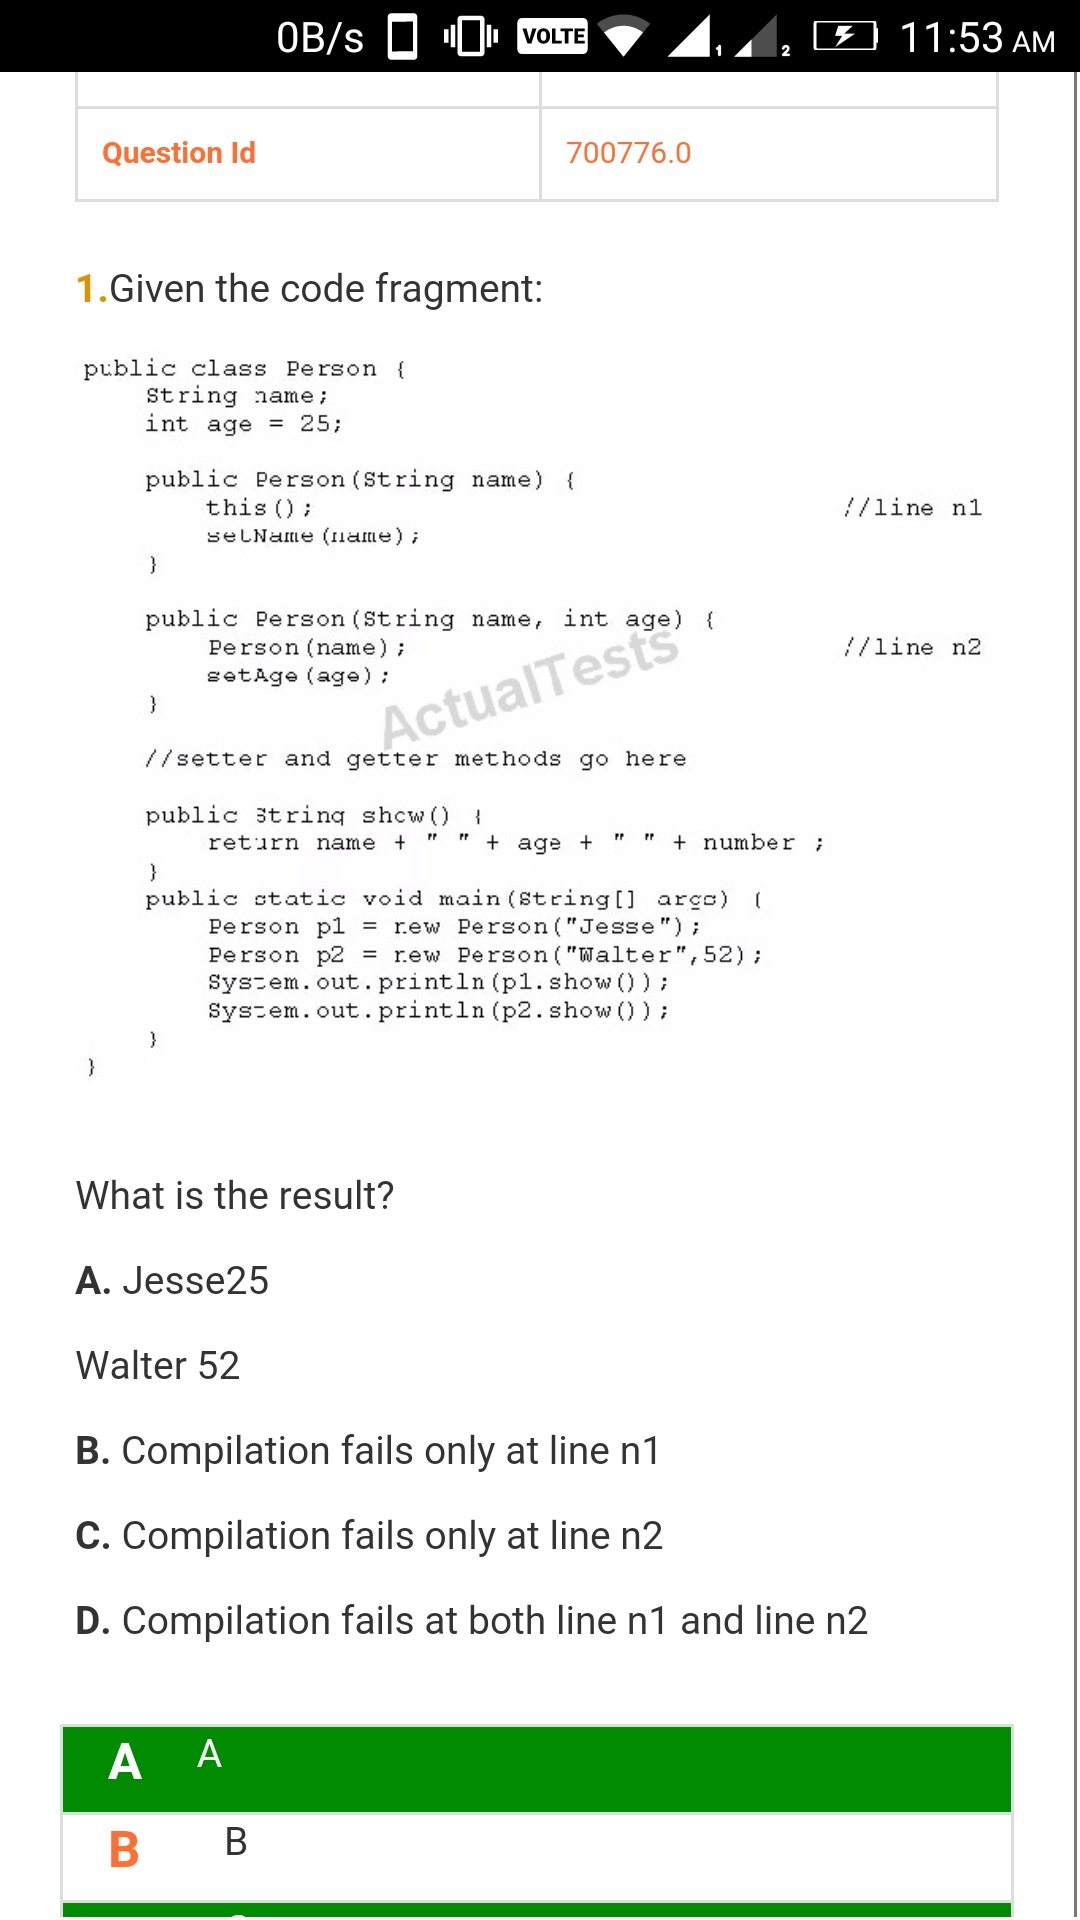 0B/s VOLTE 1 2 11:53 AM
Question Id 700776.0
1.Given the code fragment:
public class Person {
String name;
int age = 25;
public Person(String name) {
this(); //line n1
setName(name);
}
public Person(String name, int age) {
Person(name); //line n2
setAge(age);
}
ActualTests
//setter and getter methods go here
public String show() {
return name + " " + age + " " + number ;
}
public static void main(String[] args) {
Person p1 = new Person("Jesse");
Person p2 = new Person("Walter",52);
System.out.println(p1.show());
System.out.println(p2.show());
}
}
What is the result?
A. Jesse25
Walter 52
B. Compilation fails only at line n1
C. Compilation fails only at line n2
D. Compilation fails at both line n1 and line n2
A A
B B